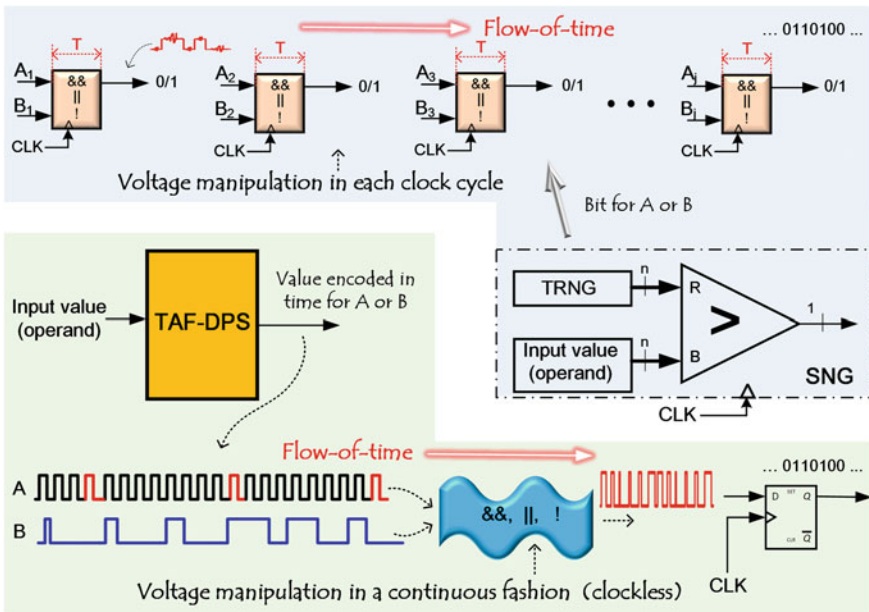 Flow-of-time
... 0110100 ...
T
T
T
T
A1
&&
0/1
A2
&&
0/1
A3
&&
0/1
Aj
&&
0/1
||
||
||
||
B1
!
B2
!
B3
!
• • •
Bj
!
CLK
CLK
CLK
CLK
Voltage manipulation in each clock cycle
Bit for A or B
TRNG
n
R
Input value
(operand)
n
B
>
1
SNG
CLK
Input value
(operand)
TAF-DPS
Value encoded in
time for A or B
Flow-of-time
... 0110100 ...
A
B
&&, ||, !
D
SET
Q
CLR
Q̅
CLK
Voltage manipulation in a continuous fashion (clockless)